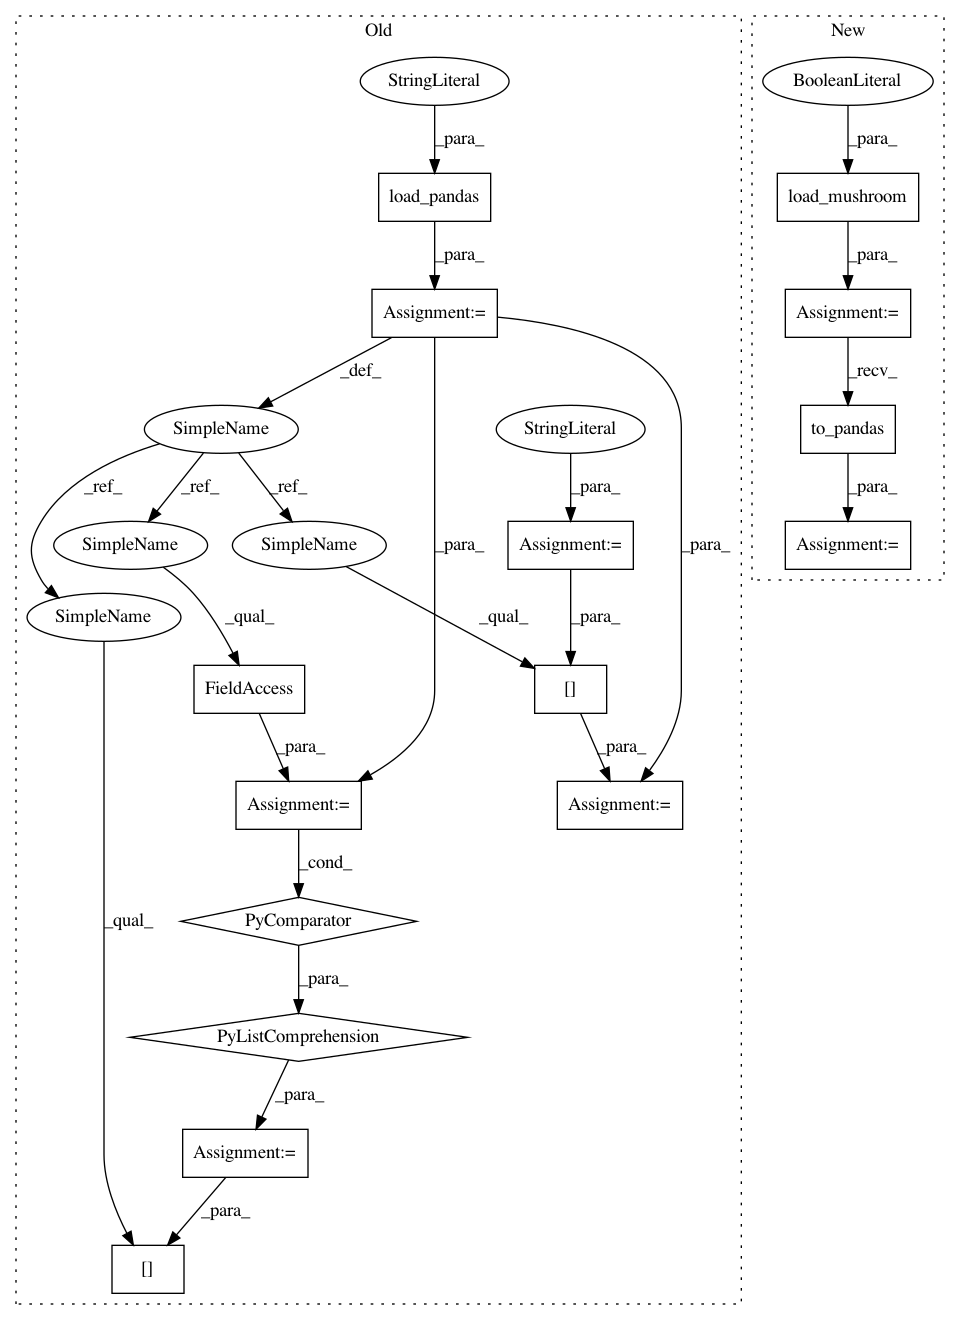 Old
New
StringLiteral
BooleanLiteral
_para_
_para_
load_pandas
load_mushroom
_para_
_para_
Assignment:=
Assignment:=
_def_
_recv_
SimpleName
StringLiteral
to_pandas
_ref_
_ref_
_ref_
_para_
_para_
SimpleName
SimpleName
Assignment:=
_para_
_para_
Assignment:=
SimpleName
_qual_
_qual_
_para_
FieldAccess
[]
_para_
_para_
Assignment:=
Assignment:=
_cond_
_qual_
PyComparator
_para_
PyListComprehension
_para_
Assignment:=
_para_
[]